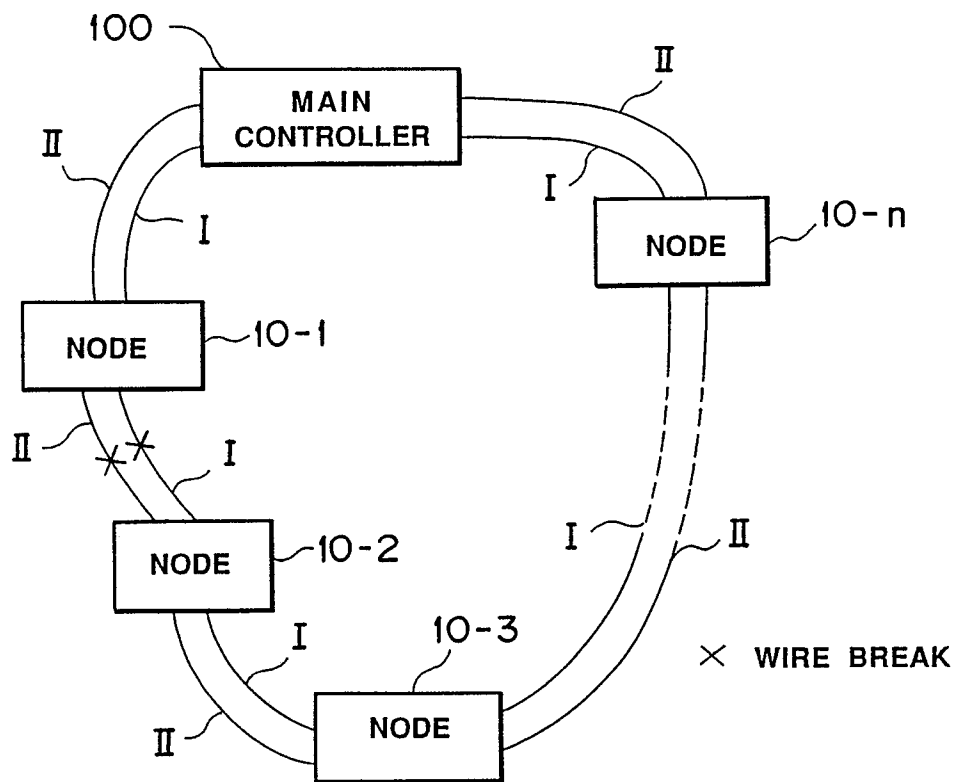 100
II
MAIN
CONTROLLER
II
I
I
10-n
NODE
10-1
NODE
II
I
10-2
NODE
I
II
10-3
I
II
NODE
× WIRE BREAK